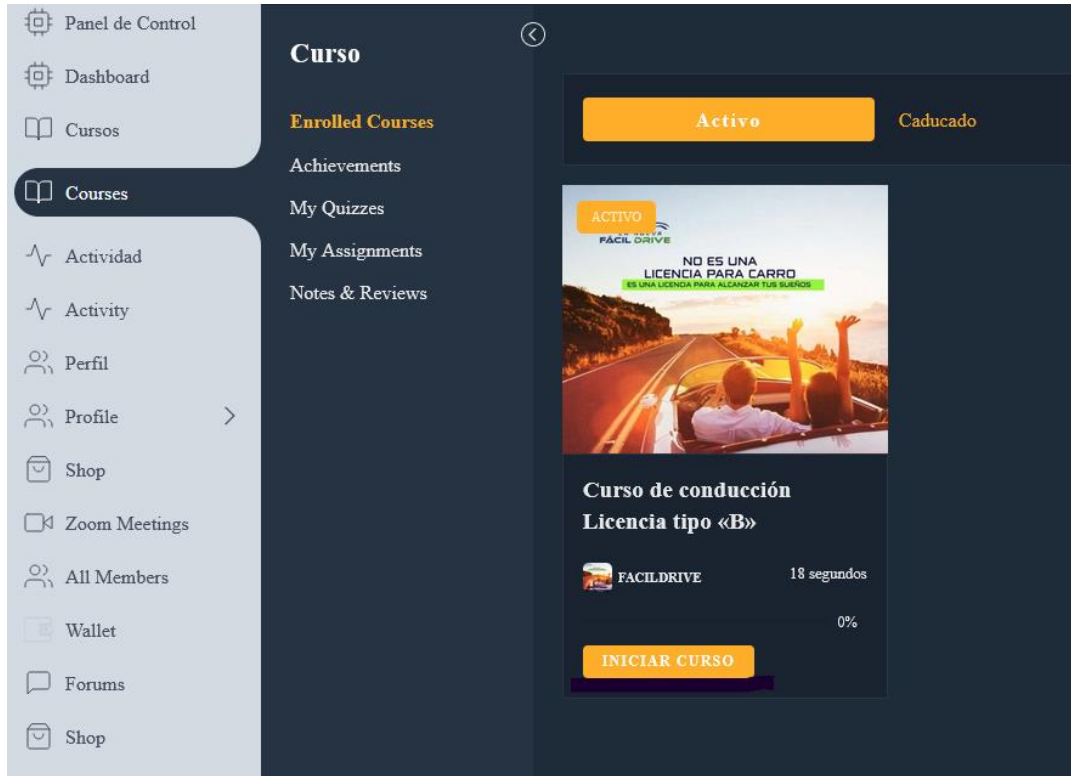 Panel de Control
Dashboard
Cursos
Courses
Actividad
Activity
Perfil
Profile
Shop
Zoom Meetings
All Members
Wallet
Forums
Shop
Curso
Enrolled Courses
Achievements
My Quizzes
My Assignments
Notes & Reviews
Activo
Caducado
ACTIVO
FÁCIL DRIVE
NO ES UNA
LICENCIA PARA CARRO
ES UNA LICENCIA PARA ALCANZAR TUS SUEÑOS
Curso de conducción
Licencia tipo «B»
FACILDRIVE
18 segundos
0%
INICIAR CURSO